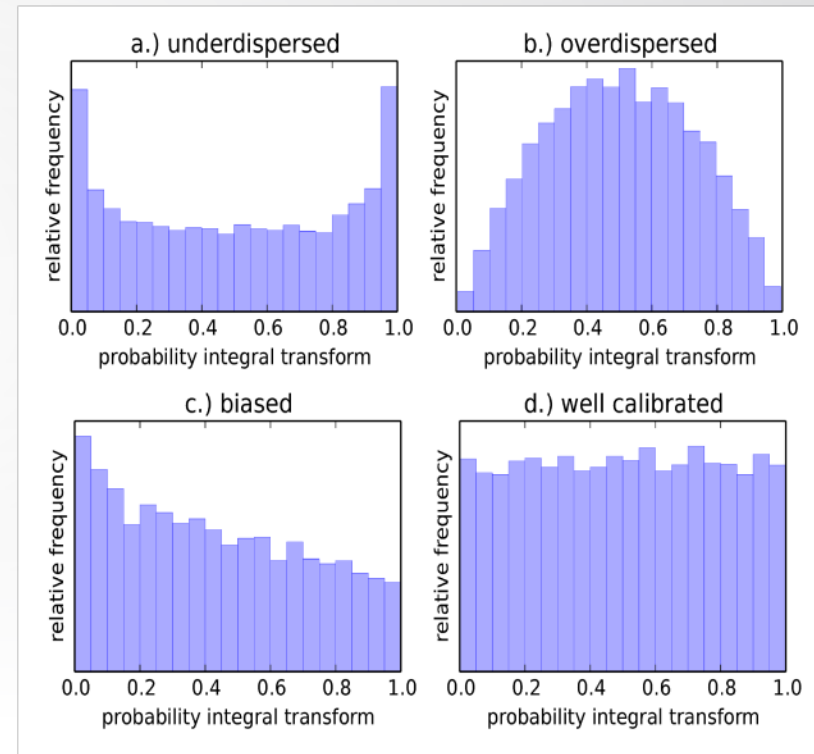 a.) underdispersed
relative frequency
0.0 0.2 0.4 0.6 0.8 1.0
probability integral transform
b.) overdispersed
relative frequency
0.0 0.2 0.4 0.6 0.8 1.0
probability integral transform
c.) biased
relative frequency
0.0 0.2 0.4 0.6 0.8 1.0
probability integral transform
d.) well calibrated
relative frequency
0.0 0.2 0.4 0.6 0.8 1.0
probability integral transform